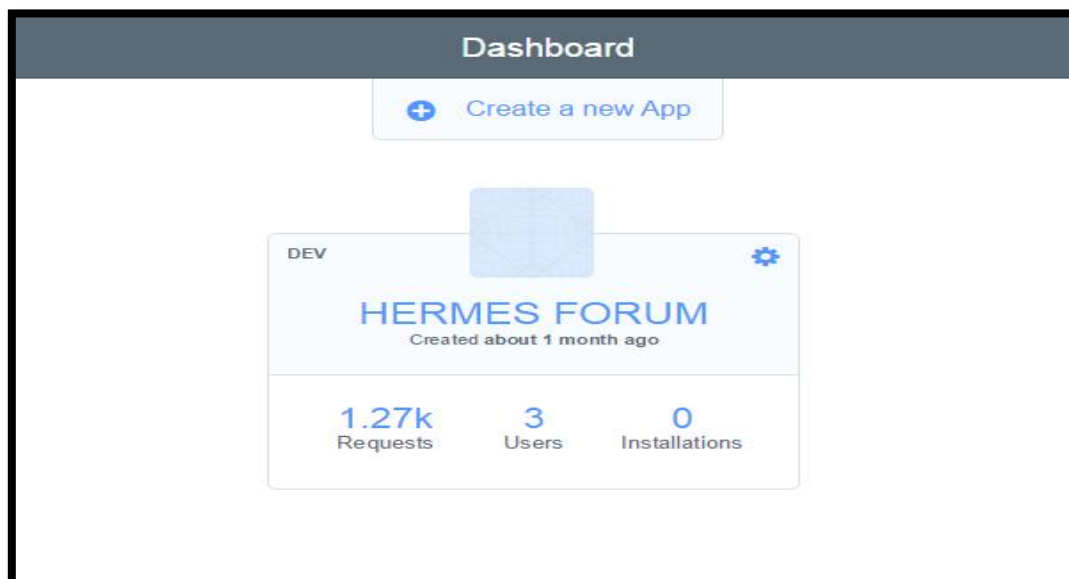 Dashboard
Create a new App
DEV
HERMES FORUM
Created about 1 month ago
1.27k 3 0
Requests Users Installations